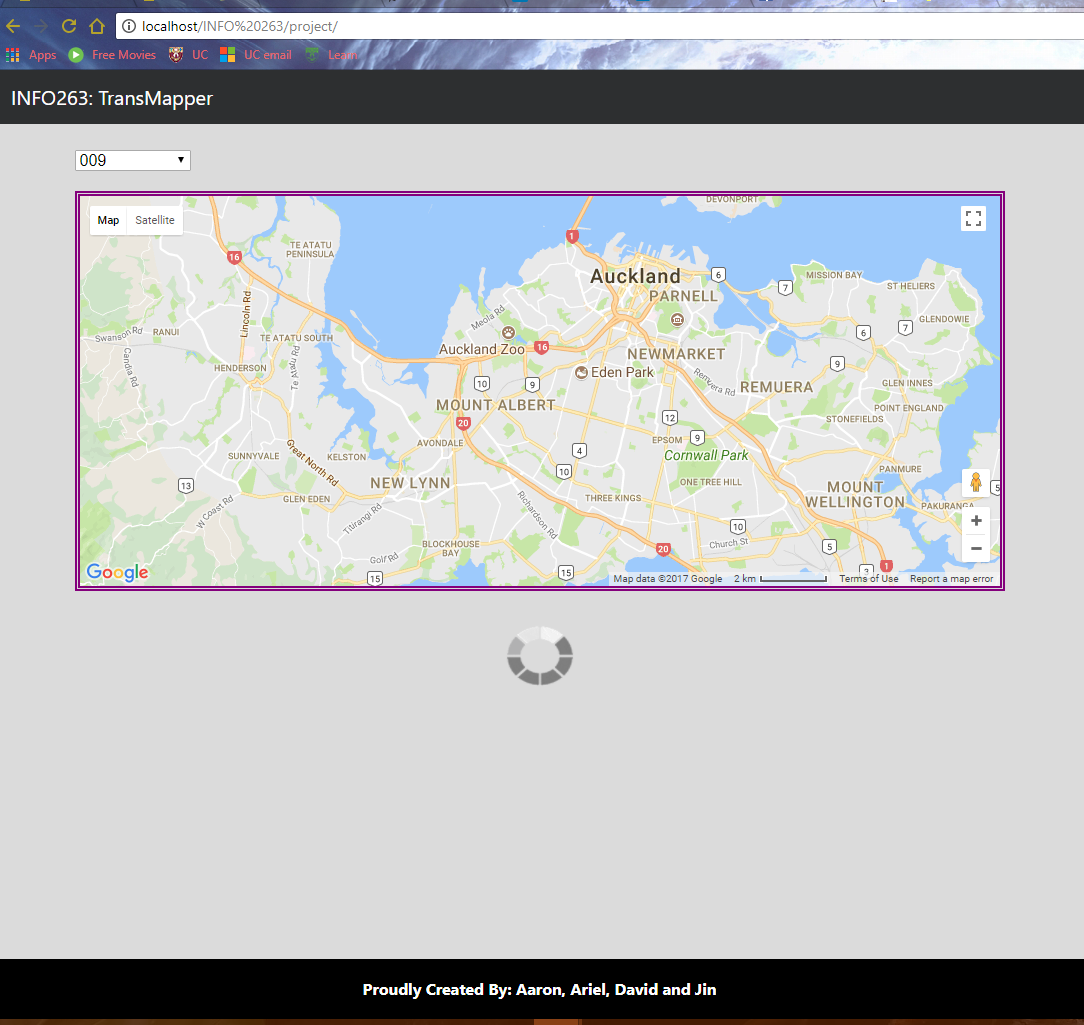 localhost/INFO%20263/project/
Apps Free Movies UC UC email Learn
INFO263: TransMapper
009
DEVONPORT
Map Satellite
1
TE ATATU
PENINSULA
16
Auckland
6
MISSION BAY
7
ST HELIERS
PARNELL
Lincoln Rd
Meola Rd
GLENDOWIE
Swanson Rd
RANUI
TE ATATU SOUTH
6
7
Auckland Zoo
16
NEWMARKET
Candia Rd
HENDERSON
Te Atatu Rd
Eden Park
9
10
9
Remuera Rd
REMUERA
GLEN INNES
MOUNT ALBERT
POINT ENGLAND
20
12
STONEFIELDS
AVONDALE
EPSOM
9
SUNNYVALE
Great North Rd
KELSTON
4
Cornwall Park
10
PANMURE
13
NEW LYNN
ONE TREE HILL
MOUNT
WELLINGTON
5
GLEN EDEN
THREE KINGS
W Coast Rd
Titirangi Rd
Richardson Rd
PAKURANGA
10
+
BLOCKHOUSE
BAY
20
Church St
5
−
Golf Rd
Google
15
15
3
1
Map data ©2017 Google 2 km Terms of Use Report a map error
Proudly Created By: Aaron, Ariel, David and Jin